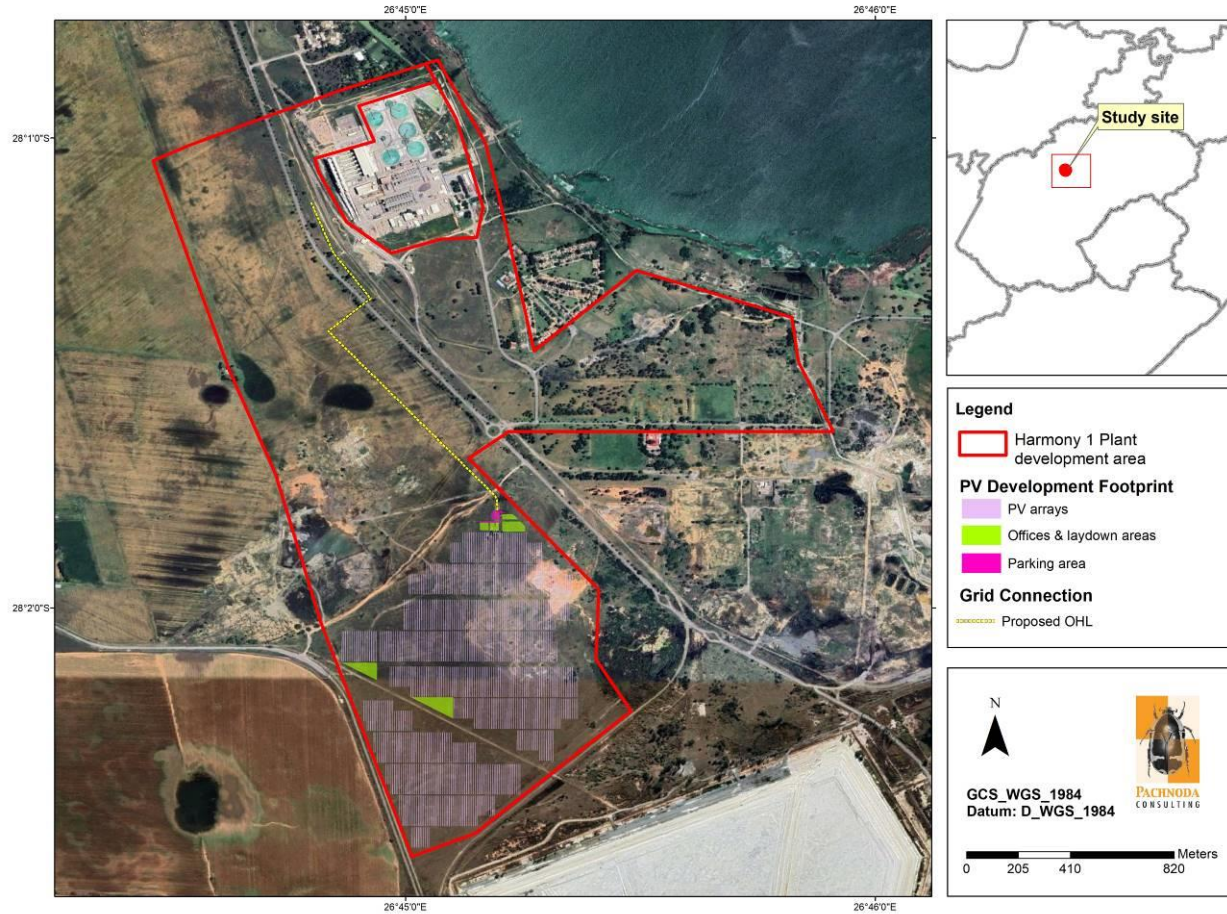 26°45'0"E
26°46'0"E
28°1'0"S
28°2'0"S
26°45'0"E
26°46'0"E
Study site
Legend
Harmony 1 Plant
development area
PV Development Footprint
PV arrays
Offices & laydown areas
Parking area
Grid Connection
Proposed OHL
N
PACHNODA
CONSULTING
GCS_WGS_1984
Datum: D_WGS_1984
0 205 410 820 Meters